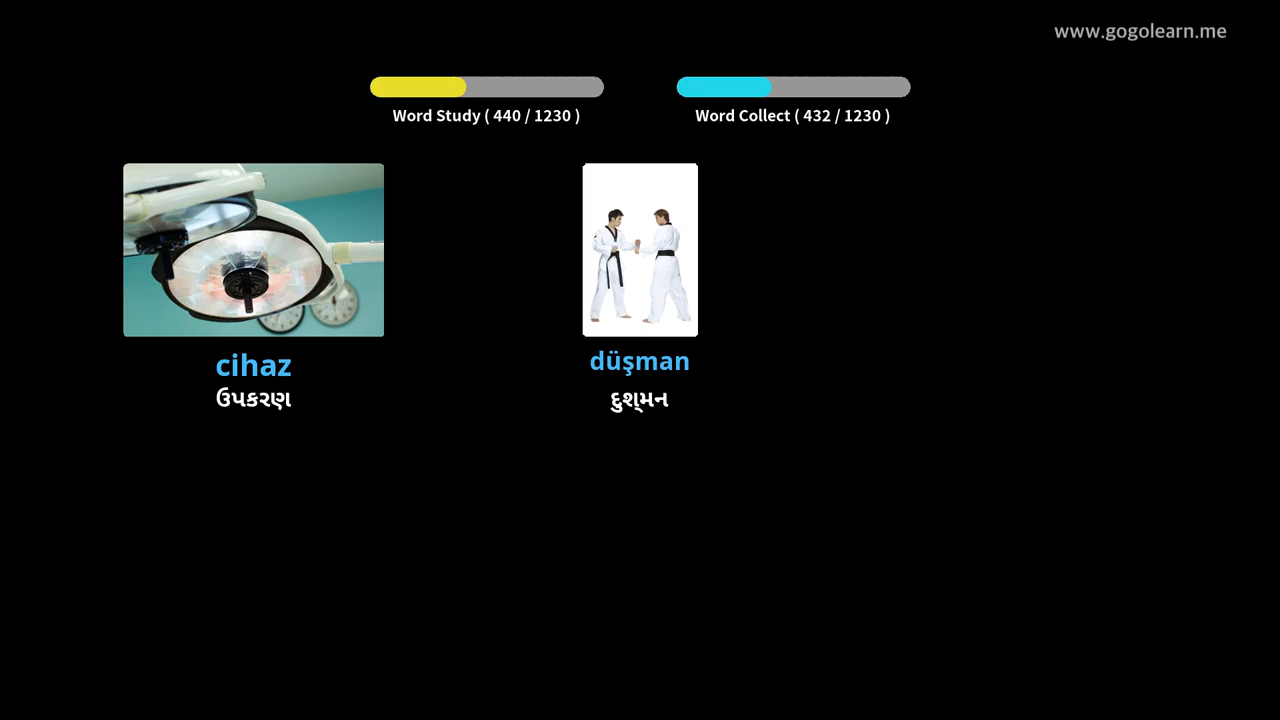 www.gogolearn.me
Word Study ( 440 / 1230 )
Word Collect ( 432 / 1230 )
cihaz
ઉપકરણ
düşman
દુશ્મન